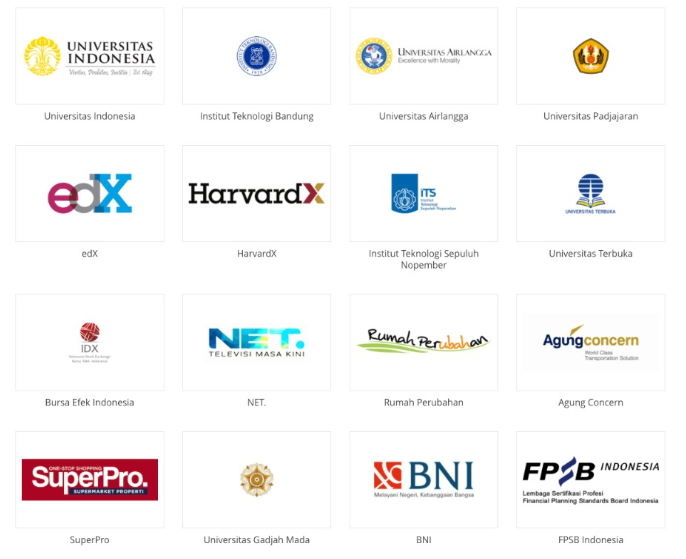 UNIVERSITAS
INDONESIA
Veritas, Probitas, Iustitia | Est 1849
Universitas Indonesia
Institut Teknologi Bandung
UNIVERSITAS AIRLANGGA
Excellence with Morality
Universitas Airlangga
Universitas Padjajaran
edX
edX
HarvardX
HarvardX
ITS
Institut
Teknologi
Sepuluh Nopember
Institut Teknologi Sepuluh
Nopember
UNIVERSITAS TERBUKA
Universitas Terbuka
IDX
Indonesia Stock Exchange
Bursa Efek Indonesia
Bursa Efek Indonesia
NET.
TELEVISI MASA KINI
NET.
Rumah Perubahan
Rumah Perubahan
Agungconcern
World Class
Transportation Solution
Agung Concern
ONE-STOP SHOPPING
SuperPro.
SUPERMARKET PROPERTI
SuperPro
Universitas Gadjah Mada
BNI
Melayani Negeri, Kebanggaan Bangsa
BNI
FPSB INDONESIA
Lembaga Sertifikasi Profesi
Financial Planning Standards Board Indonesia
FPSB Indonesia